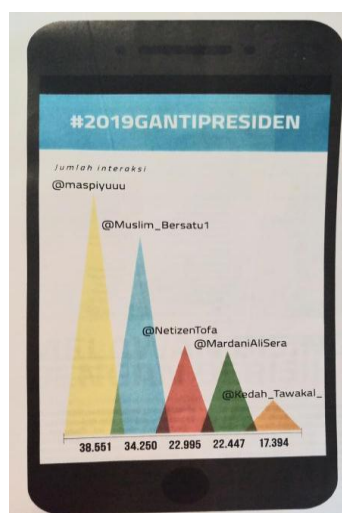 #2019GANTIPRESIDEN
Jumlah interaksi
@maspiyuuu
@Muslim_Bersatu1
@NetizenTofa
@MardaniAliSera
@Kedah_Tawakal_
38.551 34.250 22.995 22.447 17.394